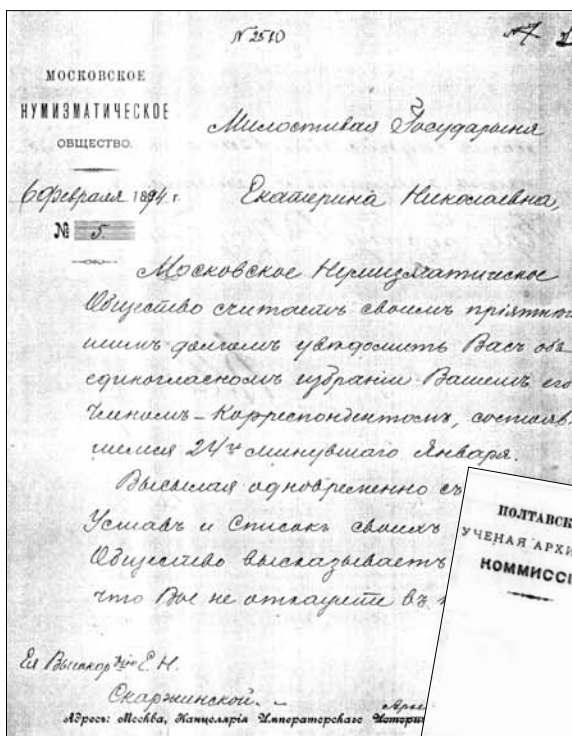 № 2510
МОСКОВСКОЕ
НУМИЗМАТИЧЕСКОЕ
ОБЩЕСТВО.
6 Февраля 1894 г.
№ 5.
Милостивая Государыня
Екатерина Николаевна,
Московское Нумизматическое
Общество считаетъ своимъ пріятнѣй
шимъ долгомъ увѣдомить Васъ объ
единогласномъ избраніи Вашемъ его
Членомъ-Корреспондентомъ, состояв-
шемся 24го минувшаго Января.
Высылая одновременно съ
Уставъ и Списокъ своихъ
Общество высказываетъ
что Вы не откажете въ
Ея Высокор Е. Н.
Скаржинской.
Адресъ: Москва, Канцелярія Императорскаго
ПОЛТАВСК
УЧЕНАЯ АРХИ
КОММИССІ